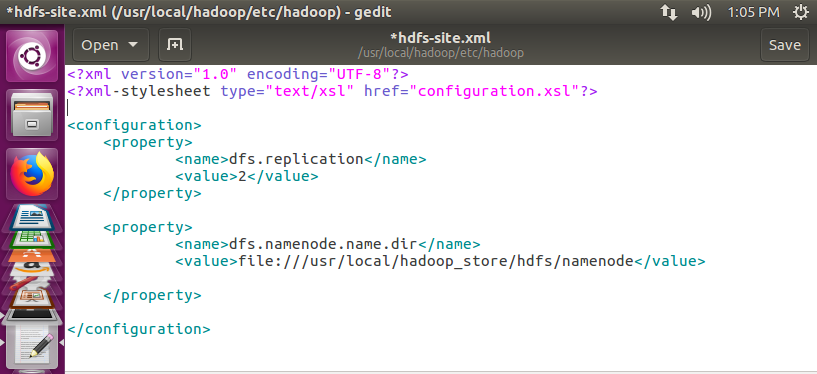 *hdfs-site.xml (/usr/local/hadoop/etc/hadoop) - gedit
1:05 PM
Open
*hdfs-site.xml
/usr/local/hadoop/etc/hadoop
Save
<?xml version="1.0" encoding="UTF-8"?>
<?xml-stylesheet type="text/xsl" href="configuration.xsl"?>
<configuration>
<property>
<name>dfs.replication</name>
<value>2</value>
</property>
<property>
<name>dfs.namenode.name.dir</name>
<value>file:///usr/local/hadoop_store/hdfs/namenode</value>
</property>
</configuration>